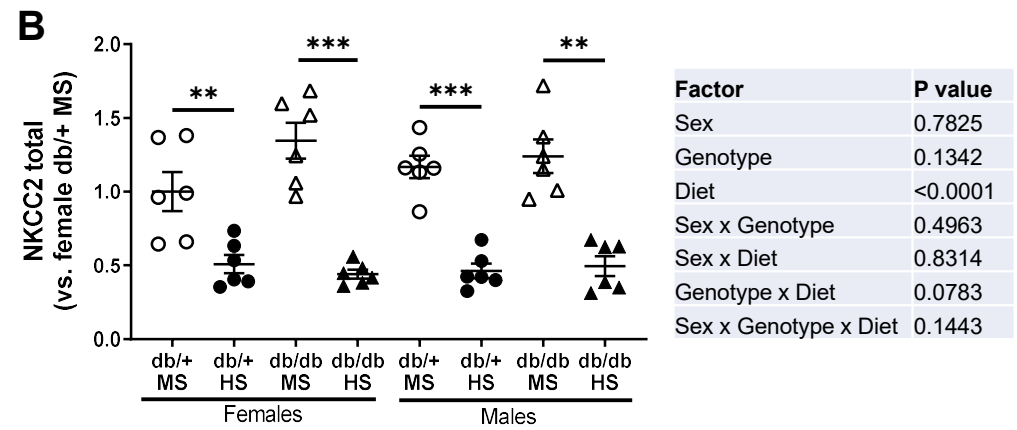 B
NKCC2 total
(vs. female db/+ MS)
2.0
1.5
1.0
0.5
0.0
** *** *** **
db/+ db/+ db/db db/db db/+ db/+ db/db db/db
MS HS MS HS MS HS MS HS
Females Males
Factor P value
Sex 0.7825
Genotype 0.1342
Diet <0.0001
Sex x Genotype 0.4963
Sex x Diet 0.8314
Genotype x Diet 0.0783
Sex x Genotype x Diet 0.1443